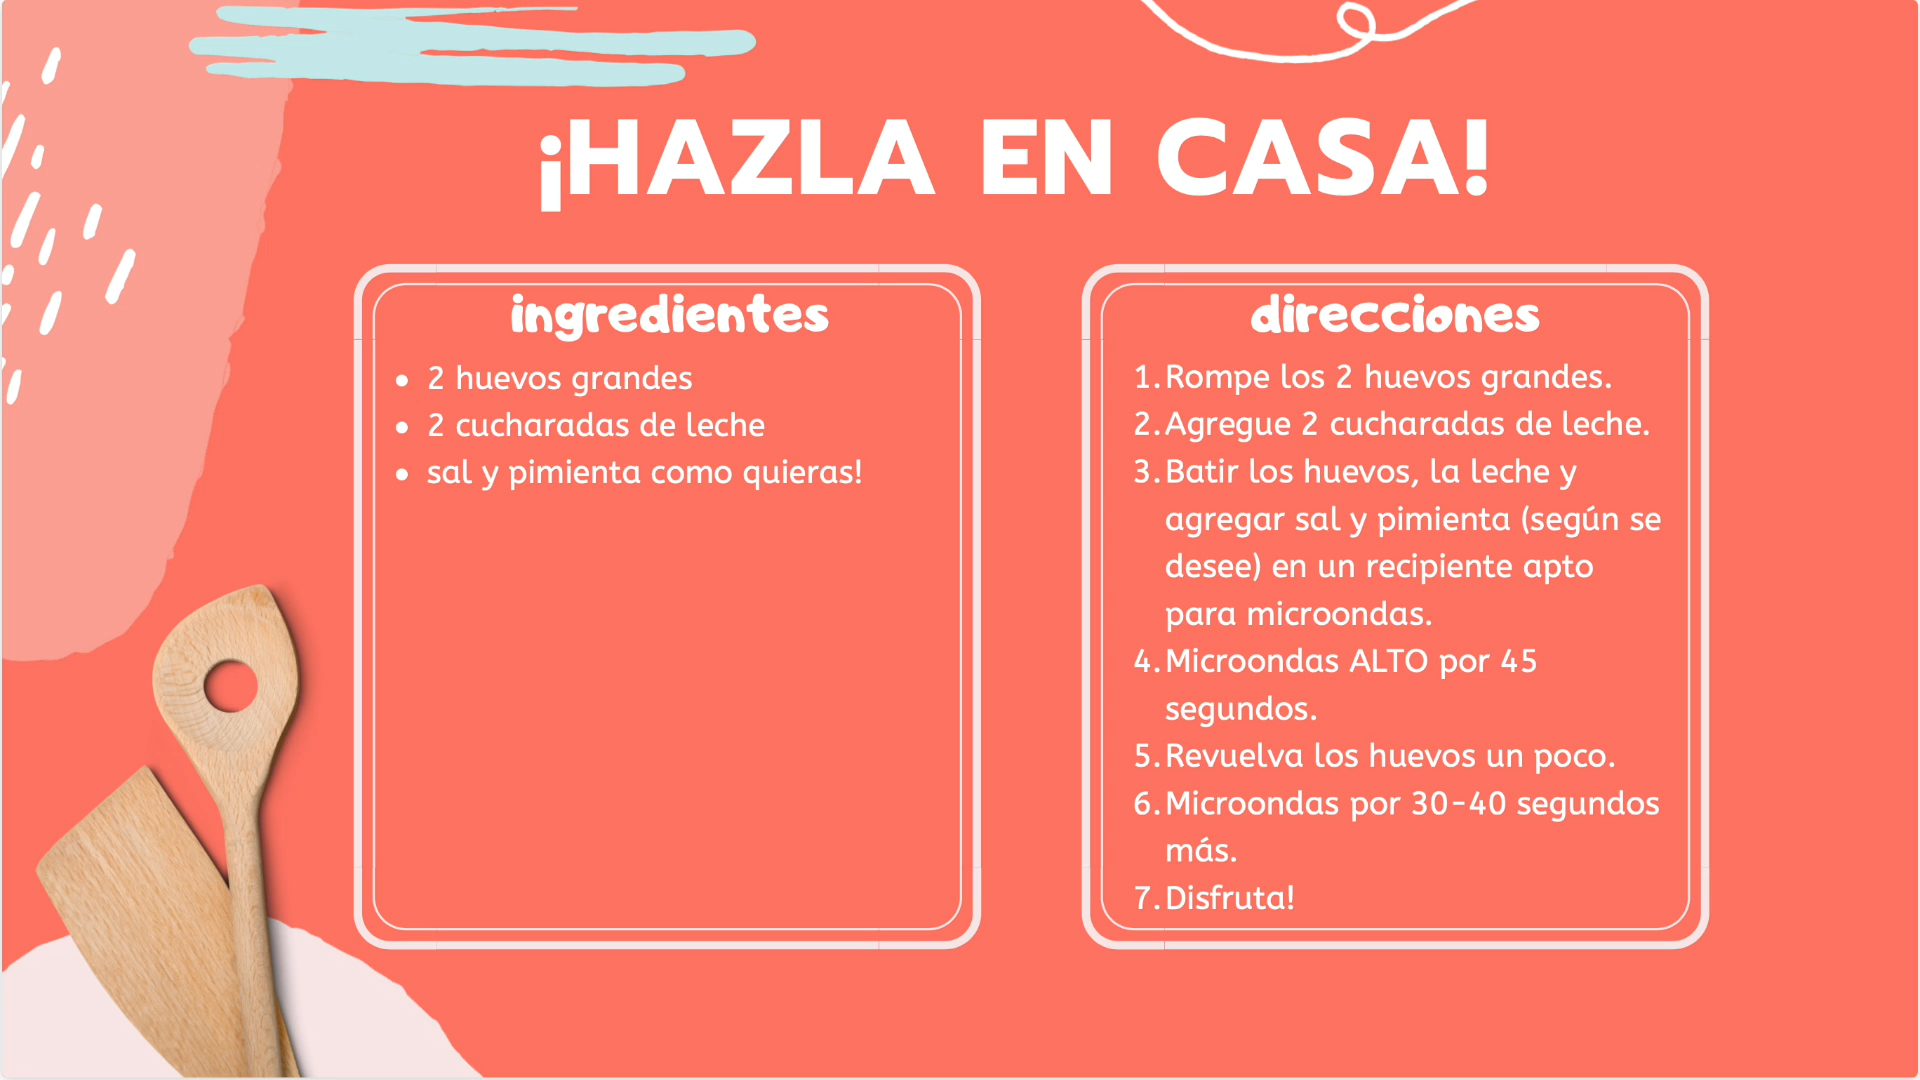 ¡HAZLA EN CASA!
ingredientes
• 2 huevos grandes
• 2 cucharadas de leche
• sal y pimienta como quieras!
direcciones
1. Rompe los 2 huevos grandes.
2. Agregue 2 cucharadas de leche.
3. Batir los huevos, la leche y
agregar sal y pimienta (según se
desee) en un recipiente apto
para microondas.
4. Microondas ALTO por 45
segundos.
5. Revuelva los huevos un poco.
6. Microondas por 30-40 segundos
más.
7. Disfruta!